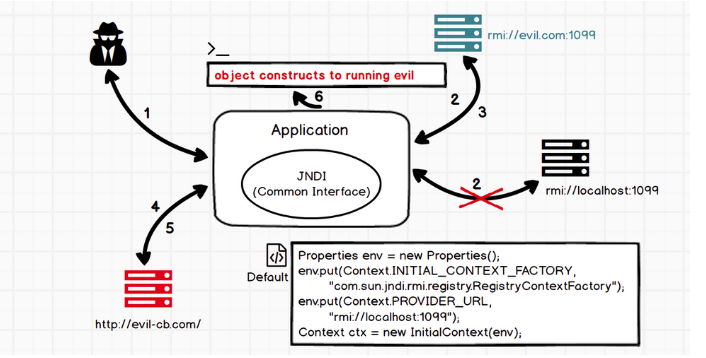 rmi://evil.com:1099
>_
object constructs to running evil
6
2
3
1
Application
JNDI
(Common Interface)
2
rmi://localhost:1099
4
5
</>
Default
Properties env = new Properties();
env.put(Context.INITIAL_CONTEXT_FACTORY,
"com.sun.jndi.rmi.registry.RegistryContextFactory");
env.put(Context.PROVIDER_URL,
"rmi://localhost:1099");
Context ctx = new InitialContext(env);
http://evil-cb.com/